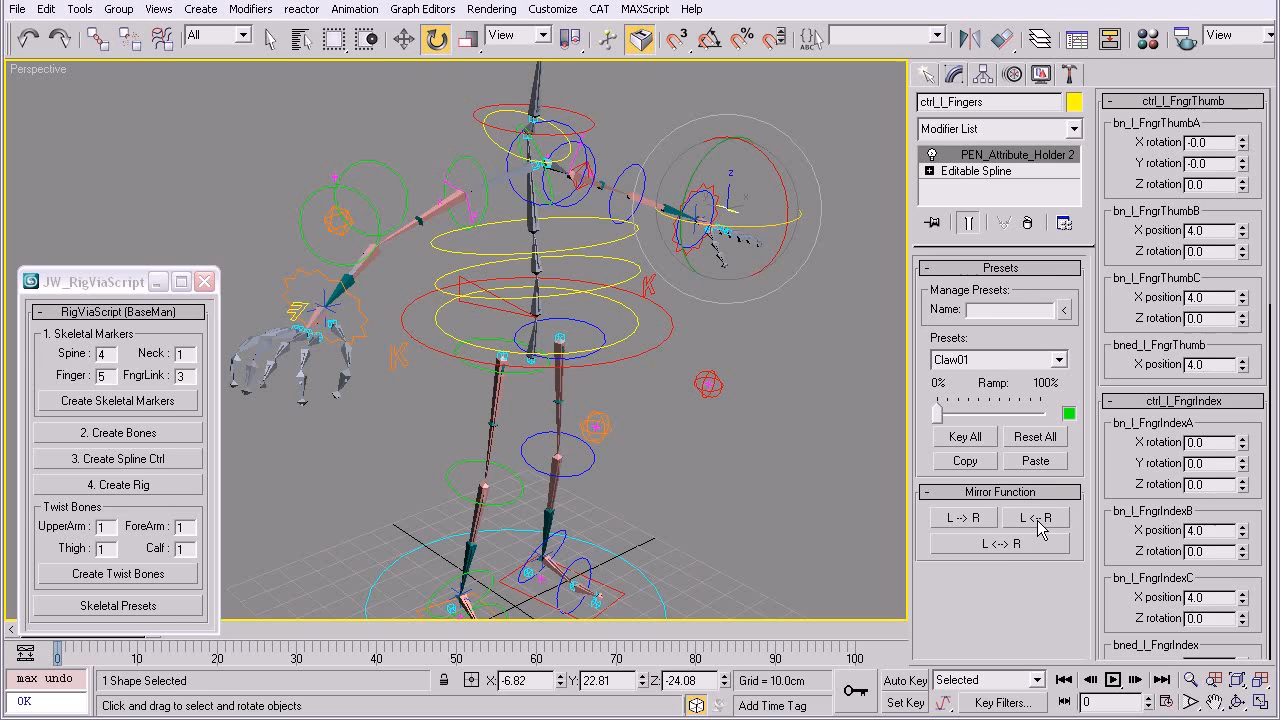 File Edit Tools Group Views Create Modifiers reactor Animation Graph Editors Rendering Customize CAT MAXScript Help
All View View
Perspective
ctrl_l_Fingers
Modifier List
PEN_Attribute_Holder 2
Editable Spline
Presets
Manage Presets:
Name: <
Presets:
Claw01
0% Ramp: 100%
Key All Reset All
Copy Paste
Mirror Function
L --> R L <-- R
L <--> R
ctrl_l_FngrThumb
bn_l_FngrThumbA
X rotation -0.0
Y rotation -0.0
Z rotation 0.0
bn_l_FngrThumbB
X position 4.0
Z rotation 0.0
bn_l_FngrThumbC
X position 4.0
Z rotation 0.0
bned_l_FngrThumb
X position 4.0
ctrl_l_FngrIndex
bn_l_FngrIndexA
X rotation 0.0
Y rotation 0.0
Z rotation 0.0
bn_l_FngrIndexB
X position 4.0
Z rotation 0.0
bn_l_FngrIndexC
X position 4.0
Z rotation 0.0
bned_l_FngrIndex
JW_RigViaScript
RigViaScript (BaseMan)
1. Skeletal Markers
Spine : 4 Neck : 1
Finger : 5 FngrLink : 3
Create Skeletal Markers
2. Create Bones
3. Create Spline Ctrl
4. Create Rig
Twist Bones
UpperArm : 1 ForeArm : 1
Thigh : 1 Calf : 1
Create Twist Bones
Skeletal Presets
K
K
z
x
0 10 20 30 40 50 60 70 80 90 100
max undo
OK
1 Shape Selected
X: -6.82 Y: 22.81 Z: -24.08 Grid = 10.0cm
Click and drag to select and rotate objects
Add Time Tag
Auto Key Selected
Set Key Key Filters...
0